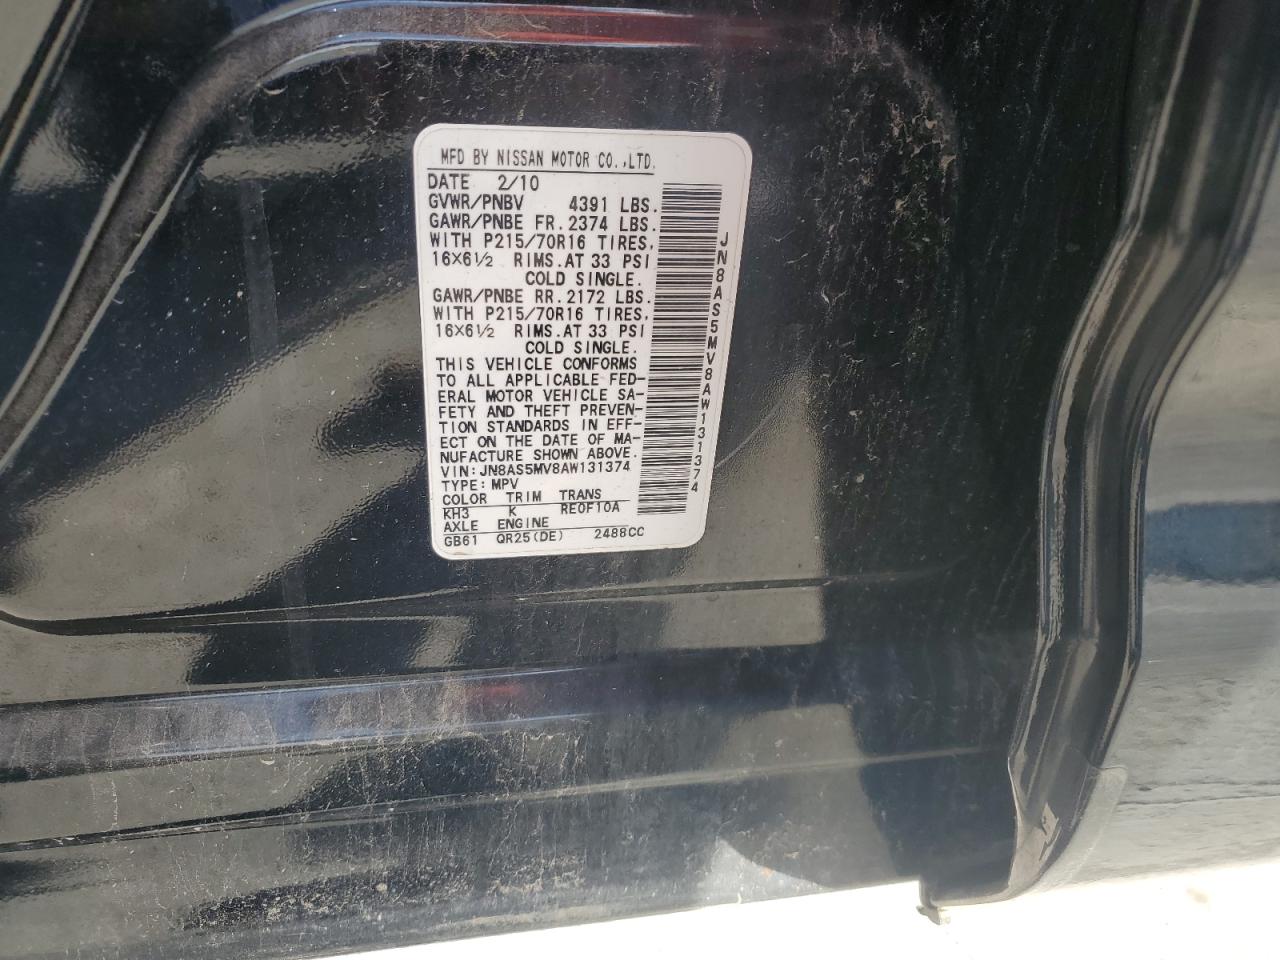 MFD BY NISSAN MOTOR CO.,LTD.
DATE 2/10
GVWR/PNBV 4391 LBS.
GAWR/PNBE FR.2374 LBS.
WITH P215/70R16 TIRES,
16×6½ RIMS.AT 33 PSI
COLD SINGLE.
GAWR/PNBE RR.2172 LBS.
WITH P215/70R16 TIRES,
16×6½ RIMS.AT 33 PSI
COLD SINGLE.
THIS VEHICLE CONFORMS
TO ALL APPLICABLE FED-
ERAL MOTOR VEHICLE SA-
FETY AND THEFT PREVEN-
TION STANDARDS IN EFF-
ECT ON THE DATE OF MA-
NUFACTURE SHOWN ABOVE.
VIN:JN8AS5MV8AW131374
TYPE:MPV
COLOR TRIM TRANS
KH3 K RE0F10A
AXLE ENGINE
GB61 QR25(DE) 2488CC
JN8AS5MV8AW131374